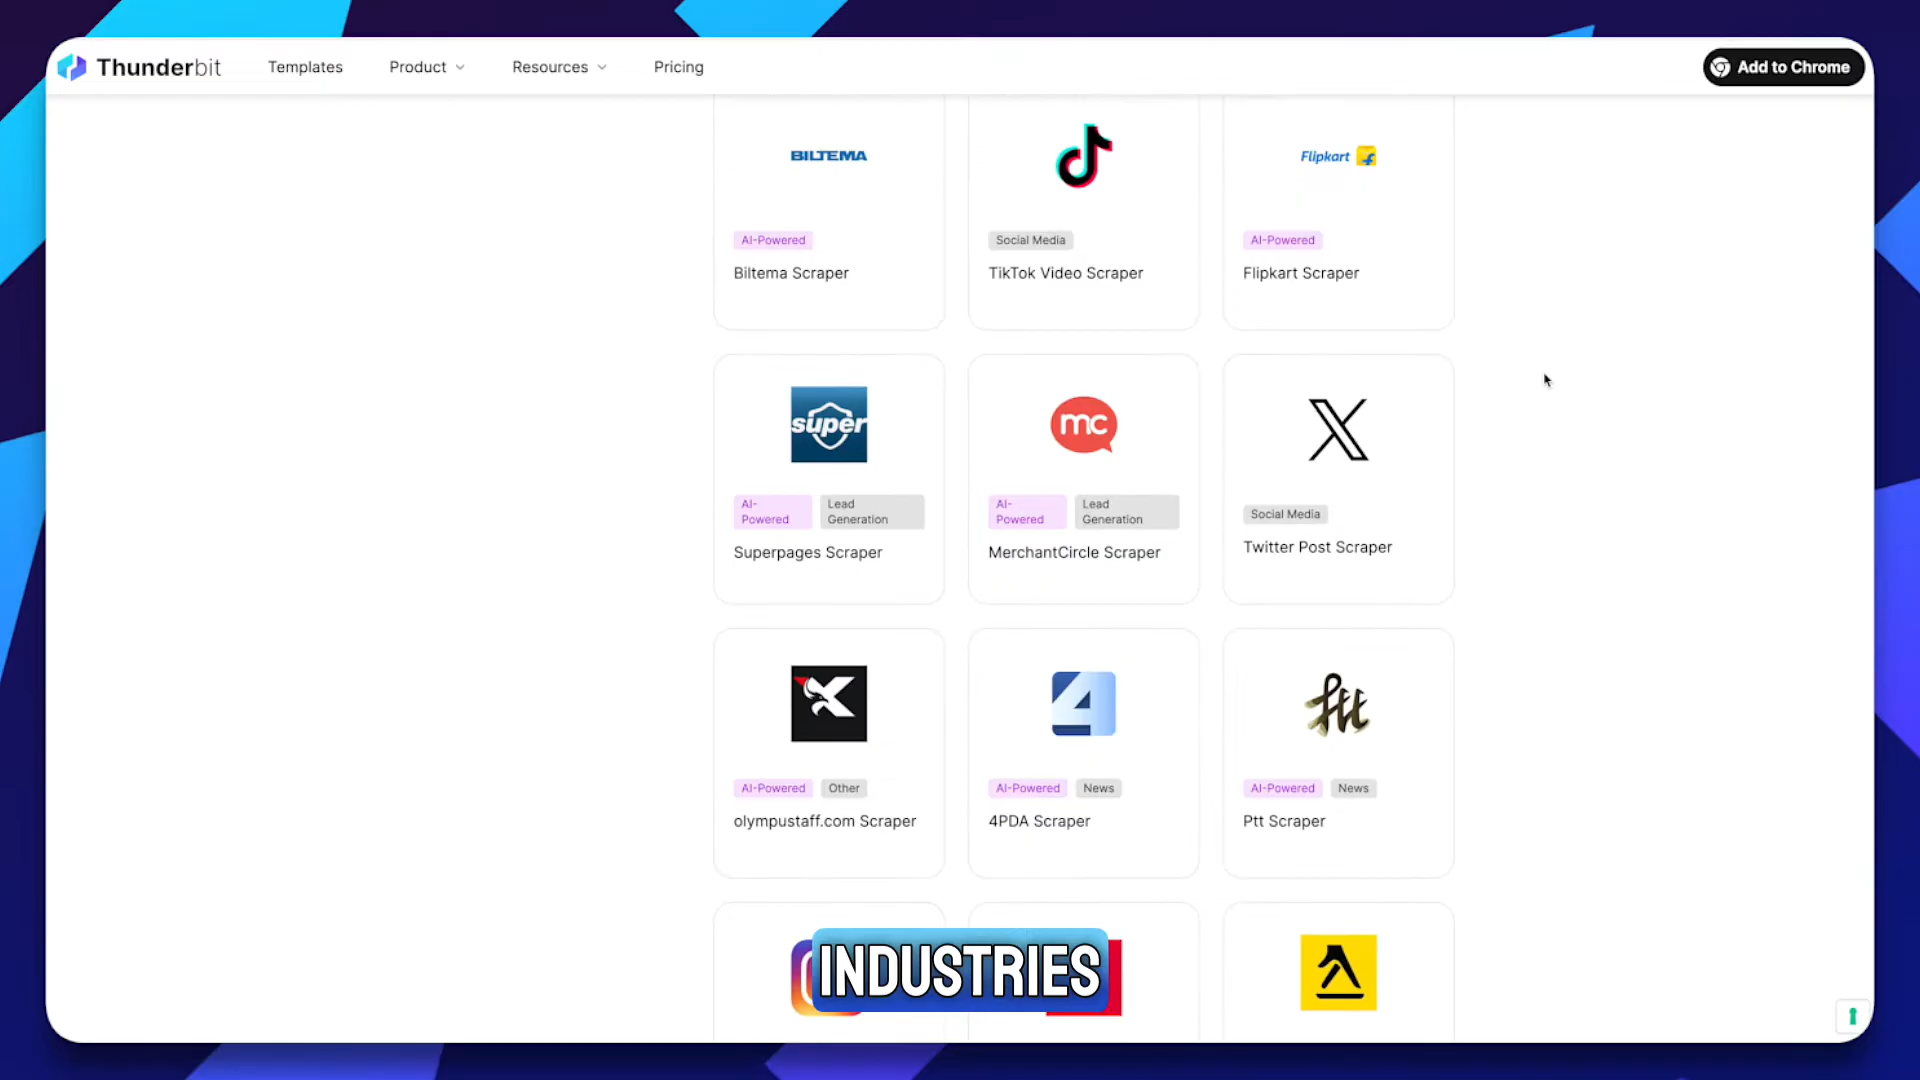 Thunderbit
Templates
Product
Resources
Pricing
Add to Chrome
BILTEMA
AI-Powered
Biltema Scraper
Social Media
TikTok Video Scraper
Flipkart
AI-Powered
Flipkart Scraper
super
AI-
Powered
Lead
Generation
Superpages Scraper
mc
AI-
Powered
Lead
Generation
MerchantCircle Scraper
X
Social Media
Twitter Post Scraper
AI-Powered
Other
olympustaff.com Scraper
4
AI-Powered
News
4PDA Scraper
Ptt
AI-Powered
News
Ptt Scraper
INDUSTRIES